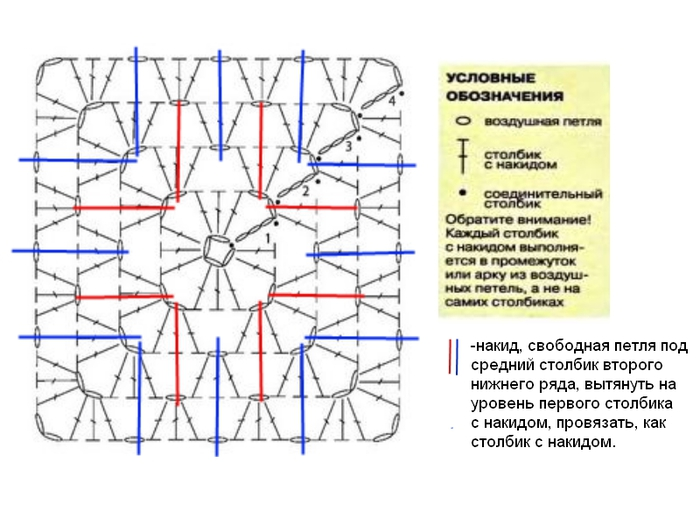 4
3
2
1
УСЛОВНЫЕ
ОБОЗНАЧЕНИЯ
воздушная петля
столбик
с накидом
соединительный
столбик
Обратите внимание!
Каждый столбик
с накидом выполня-
ется в промежуток
или арку из воздуш-
ных петель, а не на
самих столбиках
-накид, свободная петля под
средний столбик второго
нижнего ряда, вытянуть на
уровень первого столбика
с накидом, провязать, как
столбик с накидом.